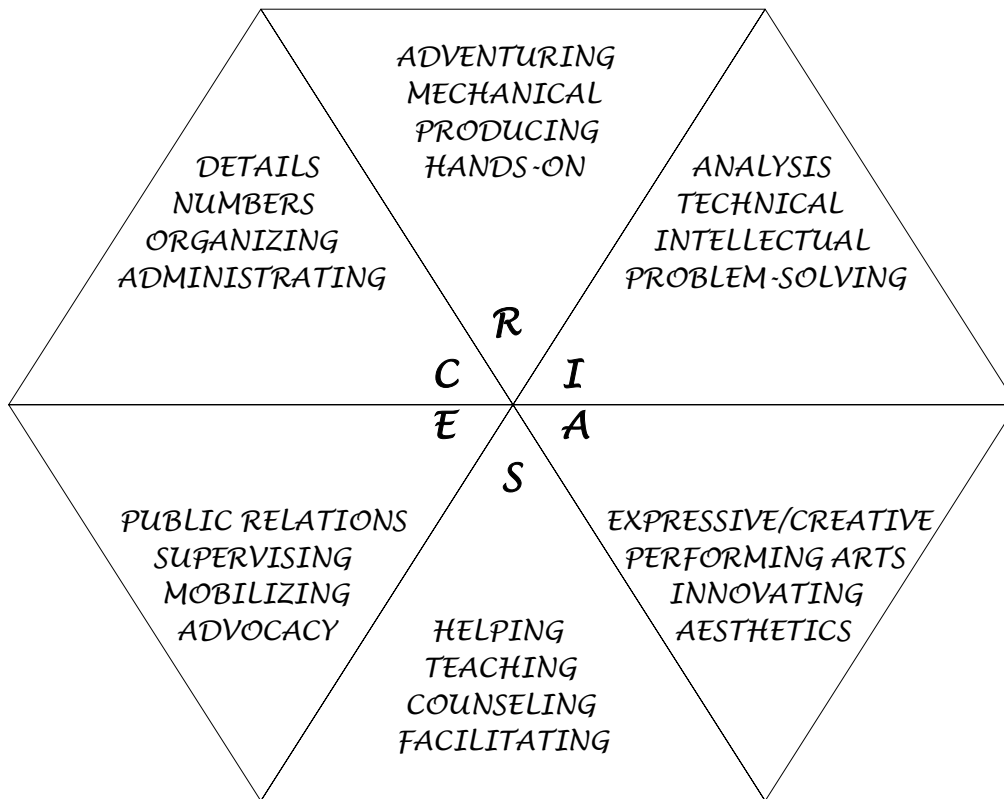 ADVENTURING
MECHANICAL
PRODUCING
HANDS-ON
DETAILS
NUMBERS
ORGANIZING
ADMINISTRATING
ANALYSIS
TECHNICAL
INTELLECTUAL
PROBLEM-SOLVING
R
C
I
E
A
S
PUBLIC RELATIONS
SUPERVISING
MOBILIZING
ADVOCACY
HELPING
TEACHING
COUNSELING
FACILITATING
EXPRESSIVE/CREATIVE
PERFORMING ARTS
INNOVATING
AESTHETICS